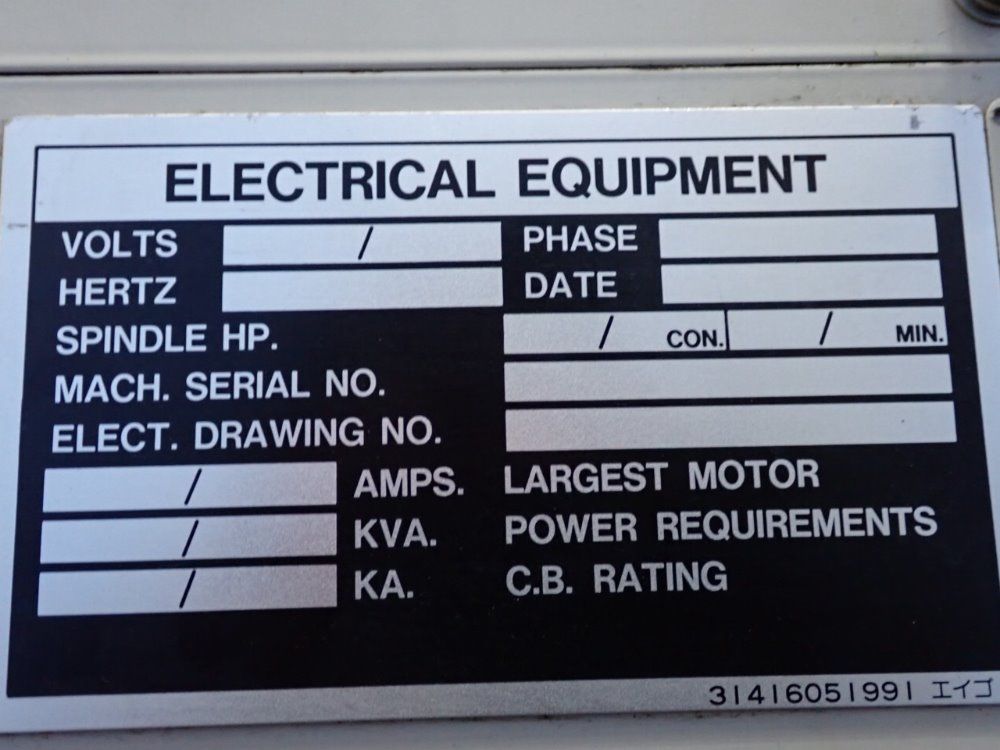 ELECTRICAL EQUIPMENT
VOLTS / PHASE
HERTZ DATE
SPINDLE HP. / CON. / MIN.
MACH. SERIAL NO.
ELECT. DRAWING NO.
/ AMPS. LARGEST MOTOR
/ KVA. POWER REQUIREMENTS
/ KA. C.B. RATING
31416051991 エイゴ